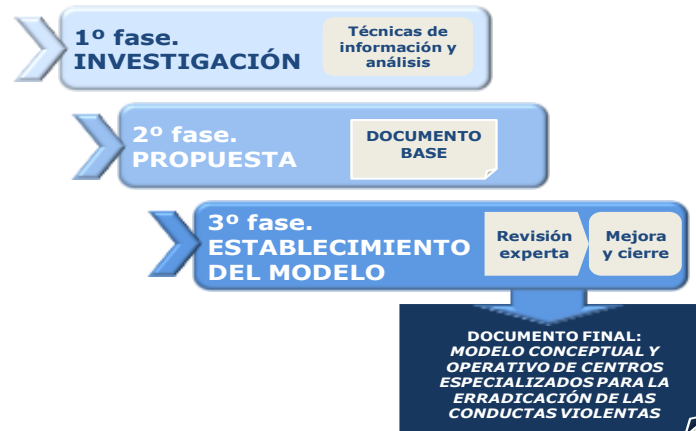 1º fase.
INVESTIGACIÓN
Técnicas de
información y
análisis
2º fase.
PROPUESTA
DOCUMENTO
BASE
3º fase.
ESTABLECIMIENTO
DEL MODELO
Revisión
experta
Mejora
y cierre
DOCUMENTO FINAL:
MODELO CONCEPTUAL Y
OPERATIVO DE CENTROS
ESPECIALIZADOS PARA LA
ERRADICACIÓN DE LAS
CONDUCTAS VIOLENTAS